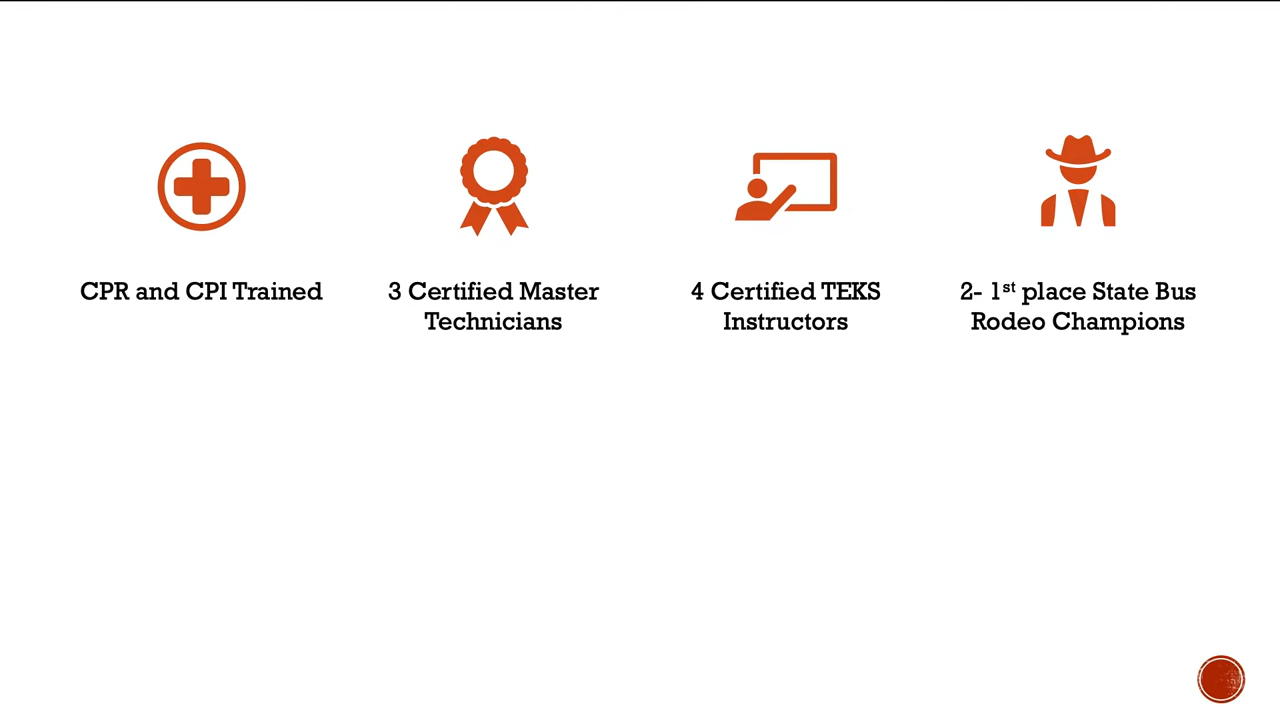 CPR and CPI Trained
3 Certified Master
Technicians
4 Certified TEKS
Instructors
2- 1st place State Bus
Rodeo Champions